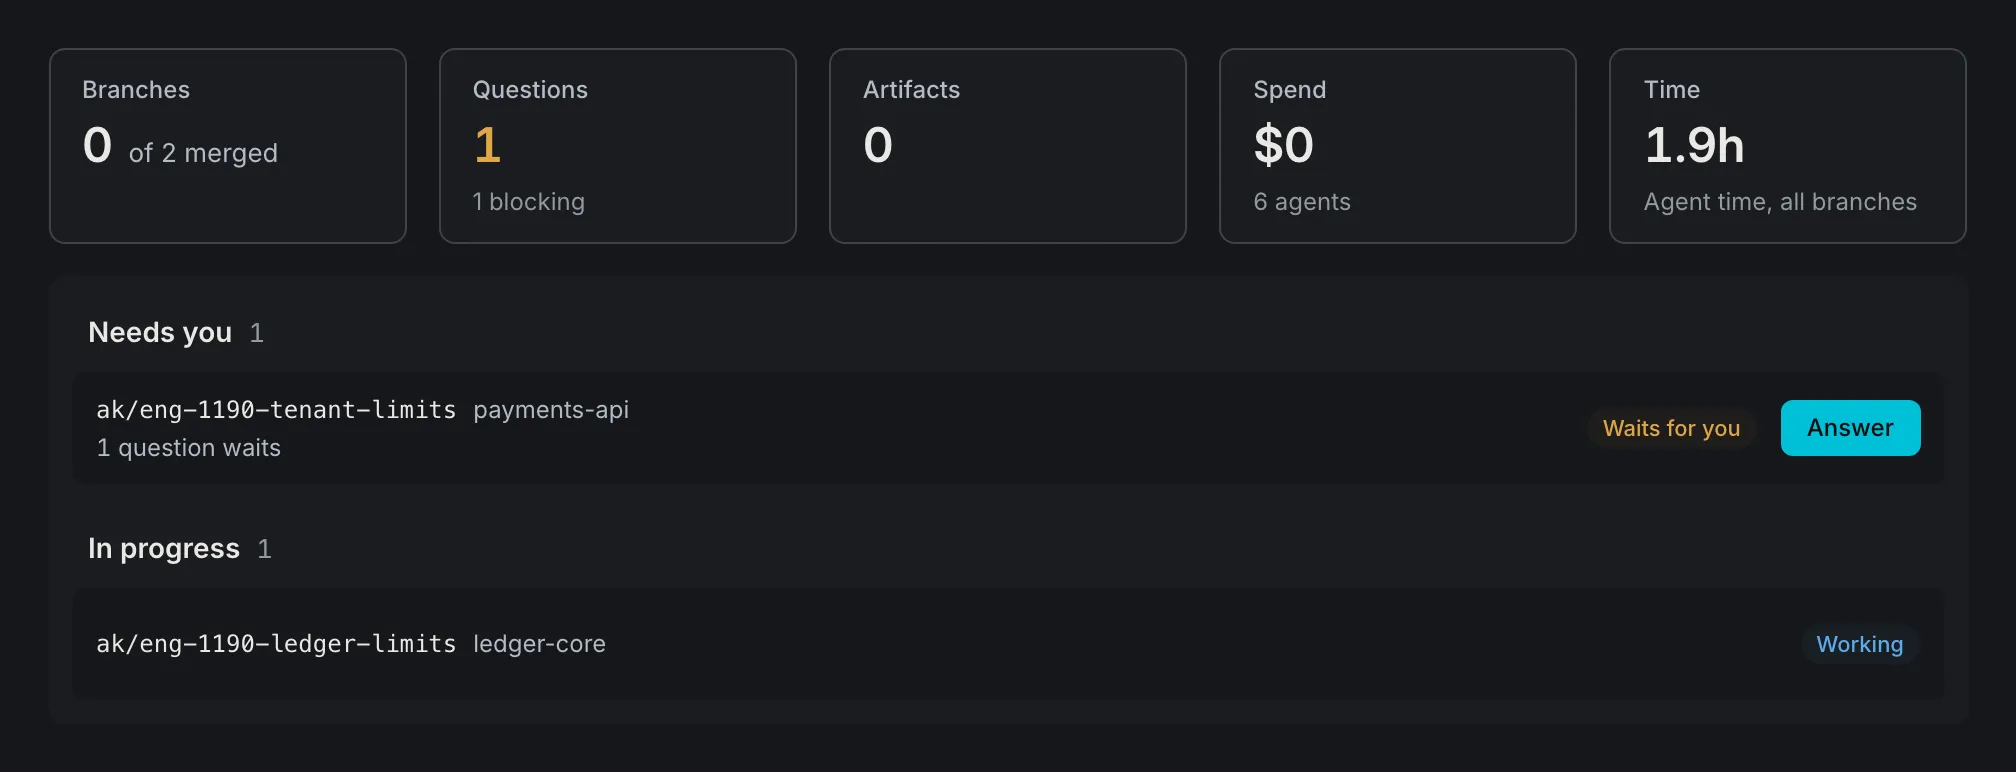 Branches
0 of 2 merged
Questions
1
1 blocking
Artifacts
0
Spend
$0
6 agents
Time
1.9h
Agent time, all branches
Needs you 1
ak/eng-1190-tenant-limits payments-api
1 question waits
Waits for you
Answer
In progress 1
ak/eng-1190-ledger-limits ledger-core
Working